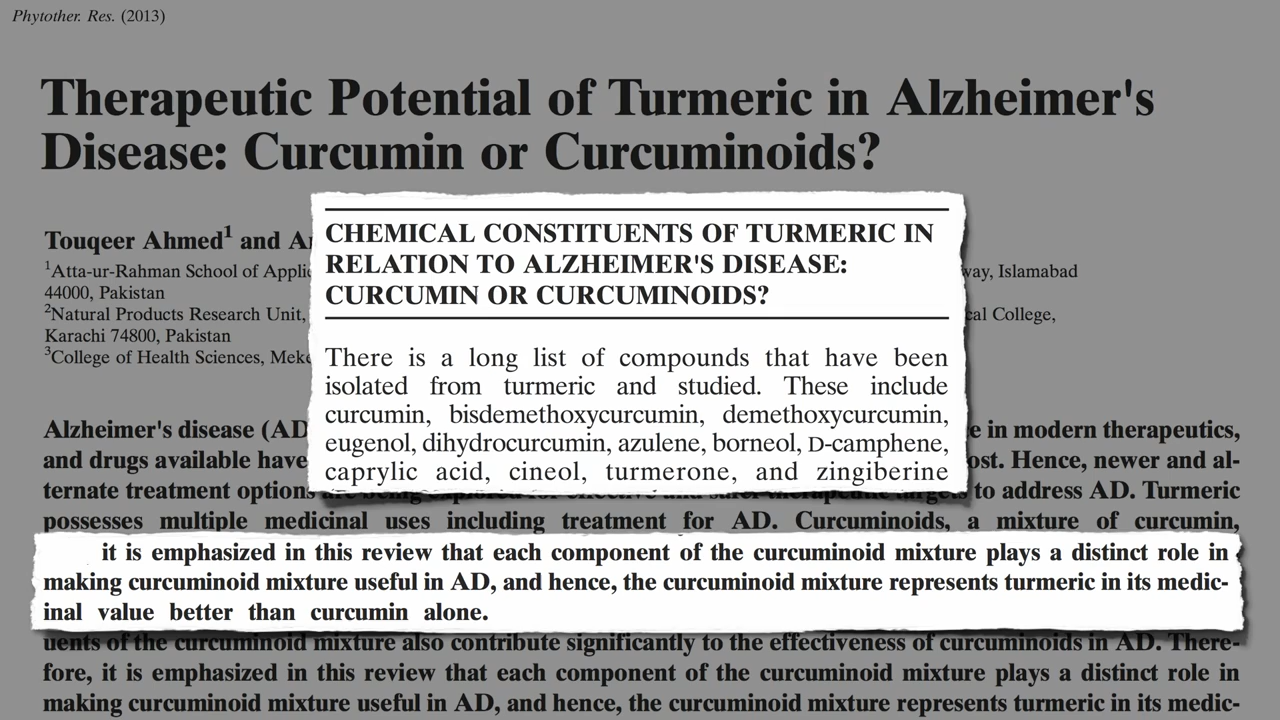 Phytother. Res. (2013)
Therapeutic Potential of Turmeric in Alzheimer's
Disease: Curcumin or Curcuminoids?
Touqeer Ahmed1 and
1Atta-ur-Rahman School of
44000, Pakistan
2Natural Products Research Unit,
Karachi 74800, Pakistan
3College of Health Sciences,
Islamabad
College,
CHEMICAL CONSTITUENTS OF TURMERIC IN
RELATION TO ALZHEIMER'S DISEASE:
CURCUMIN OR CURCUMINOIDS?
There is a long list of compounds that have been
isolated from turmeric and studied. These include
curcumin, bisdemethoxycurcumin, demethoxycurcumin,
eugenol, dihydrocurcumin, azulene, borneol, D-camphene,
caprylic acid, cineol, turmerone, and zingiberine
Alzheimer's disease (AD in modern therapeutics,
and drugs available have Hence, newer and al-
ternate treatment options to address AD. Turmeric
possesses multiple medicinal uses including treatment for AD. Curcuminoids, a mixture of curcumin,
it is emphasized in this review that each component of the curcuminoid mixture plays a distinct role in
making curcuminoid mixture useful in AD, and hence, the curcuminoid mixture represents turmeric in its medic-
inal value better than curcumin alone.
uents of the curcuminoid mixture also contribute significantly to the effectiveness of curcuminoids in AD. There-
fore, it is emphasized in this review that each component of the curcuminoid mixture plays a distinct role in
making curcuminoid mixture useful in AD, and hence, the curcuminoid mixture represents turmeric in its medic-